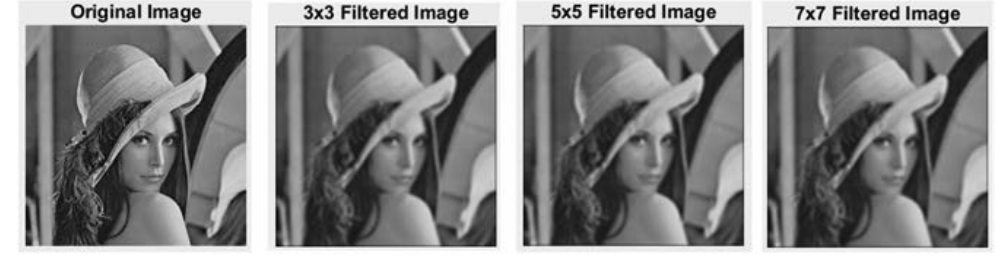 Original Image
3x3 Filtered Image
5x5 Filtered Image
7x7 Filtered Image